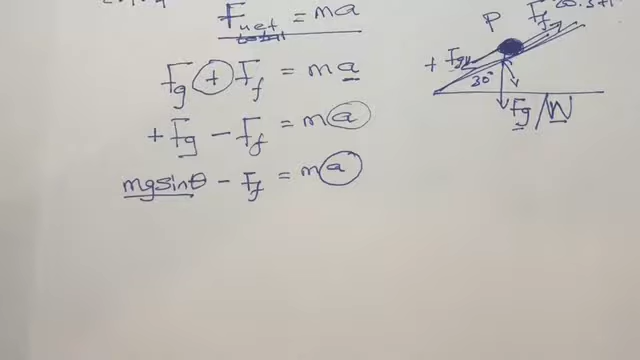 Fnet = ma
Fg + Ff = ma
+Fg - Ff = ma
mgsinθ - Ff = ma
P
Ff
+ Fg//
30°
Fg/W